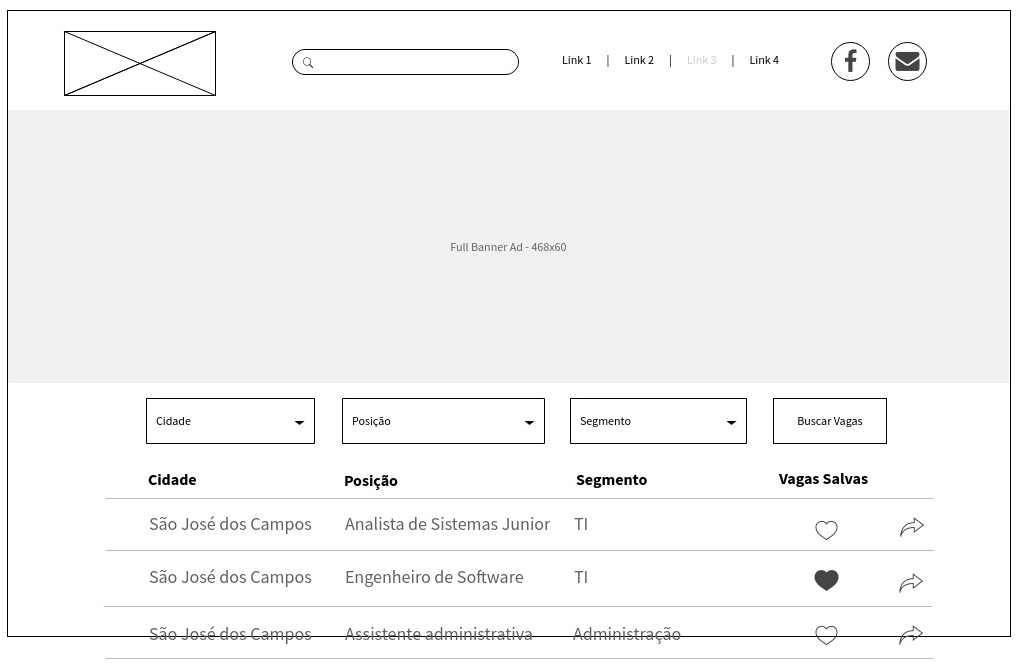 Link 1 | Link 2 | Link 3 | Link 4
Full Banner Ad - 468x60
Cidade Posição Segmento Buscar Vagas
Cidade Posição Segmento Vagas Salvas
São José dos Campos Analista de Sistemas Junior TI
São José dos Campos Engenheiro de Software TI
São José dos Campos Assistente administrativa Administração